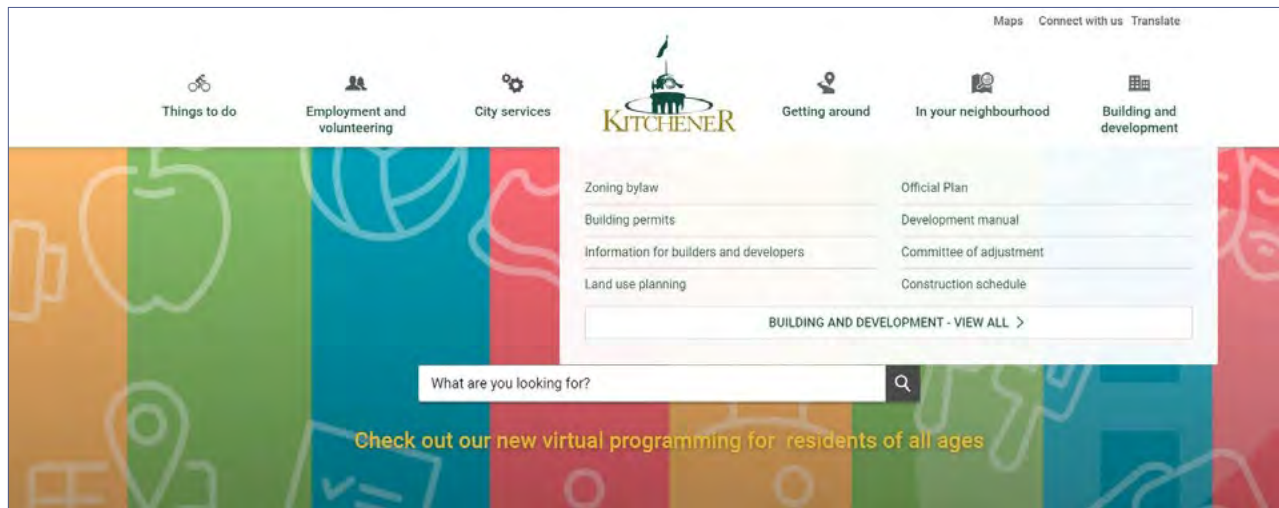 Maps Connect with us Translate
Things to do
Employment and
volunteering
City services
KITCHENER
Getting around
In your neighbourhood
Building and
development
Zoning bylaw
Official Plan
Building permits
Development manual
Information for builders and developers
Committee of adjustment
Land use planning
Construction schedule
BUILDING AND DEVELOPMENT - VIEW ALL >
What are you looking for?
Check out our new virtual programming for residents of all ages